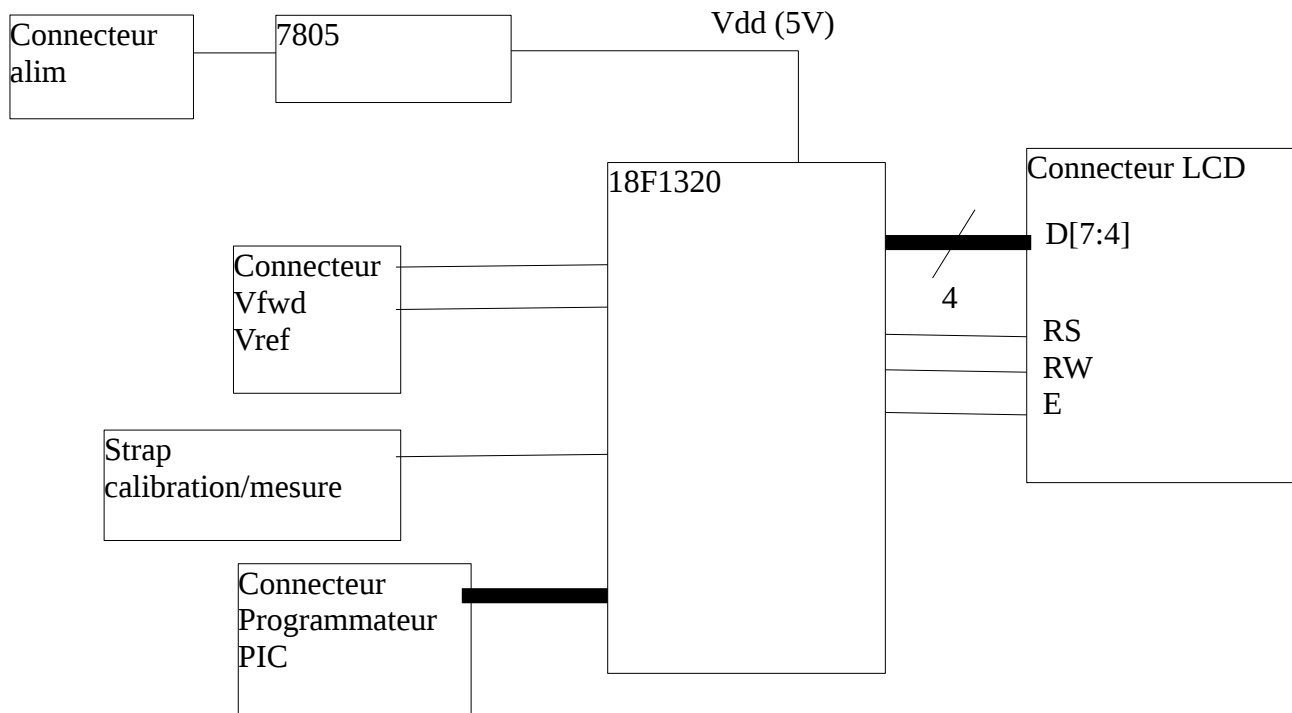 Connecteur
alim
7805
Vdd (5V)
18F1320
Connecteur LCD
D[7:4]
4
RS
RW
E
Connecteur
Vfwd
Vref
Strap
calibration/mesure
Connecteur
Programmateur
PIC